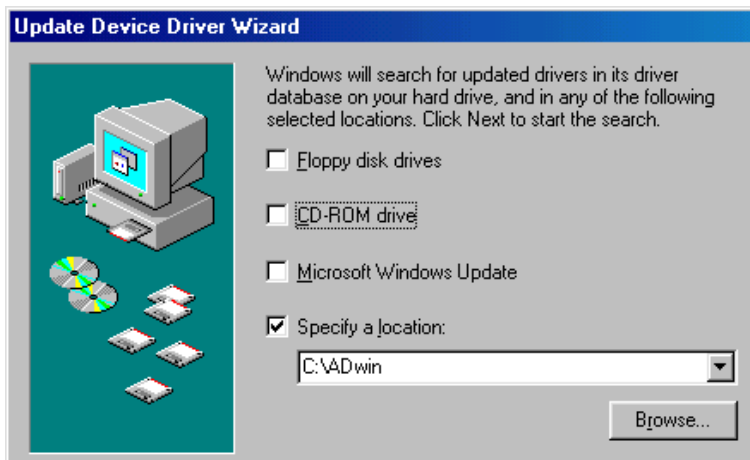 Update Device Driver Wizard
Windows will search for updated drivers in its driver
database on your hard drive, and in any of the following
selected locations. Click Next to start the search.
Floppy disk drives
CD-ROM drive
Microsoft Windows Update
Specify a location:
C:\ADwin
Browse...